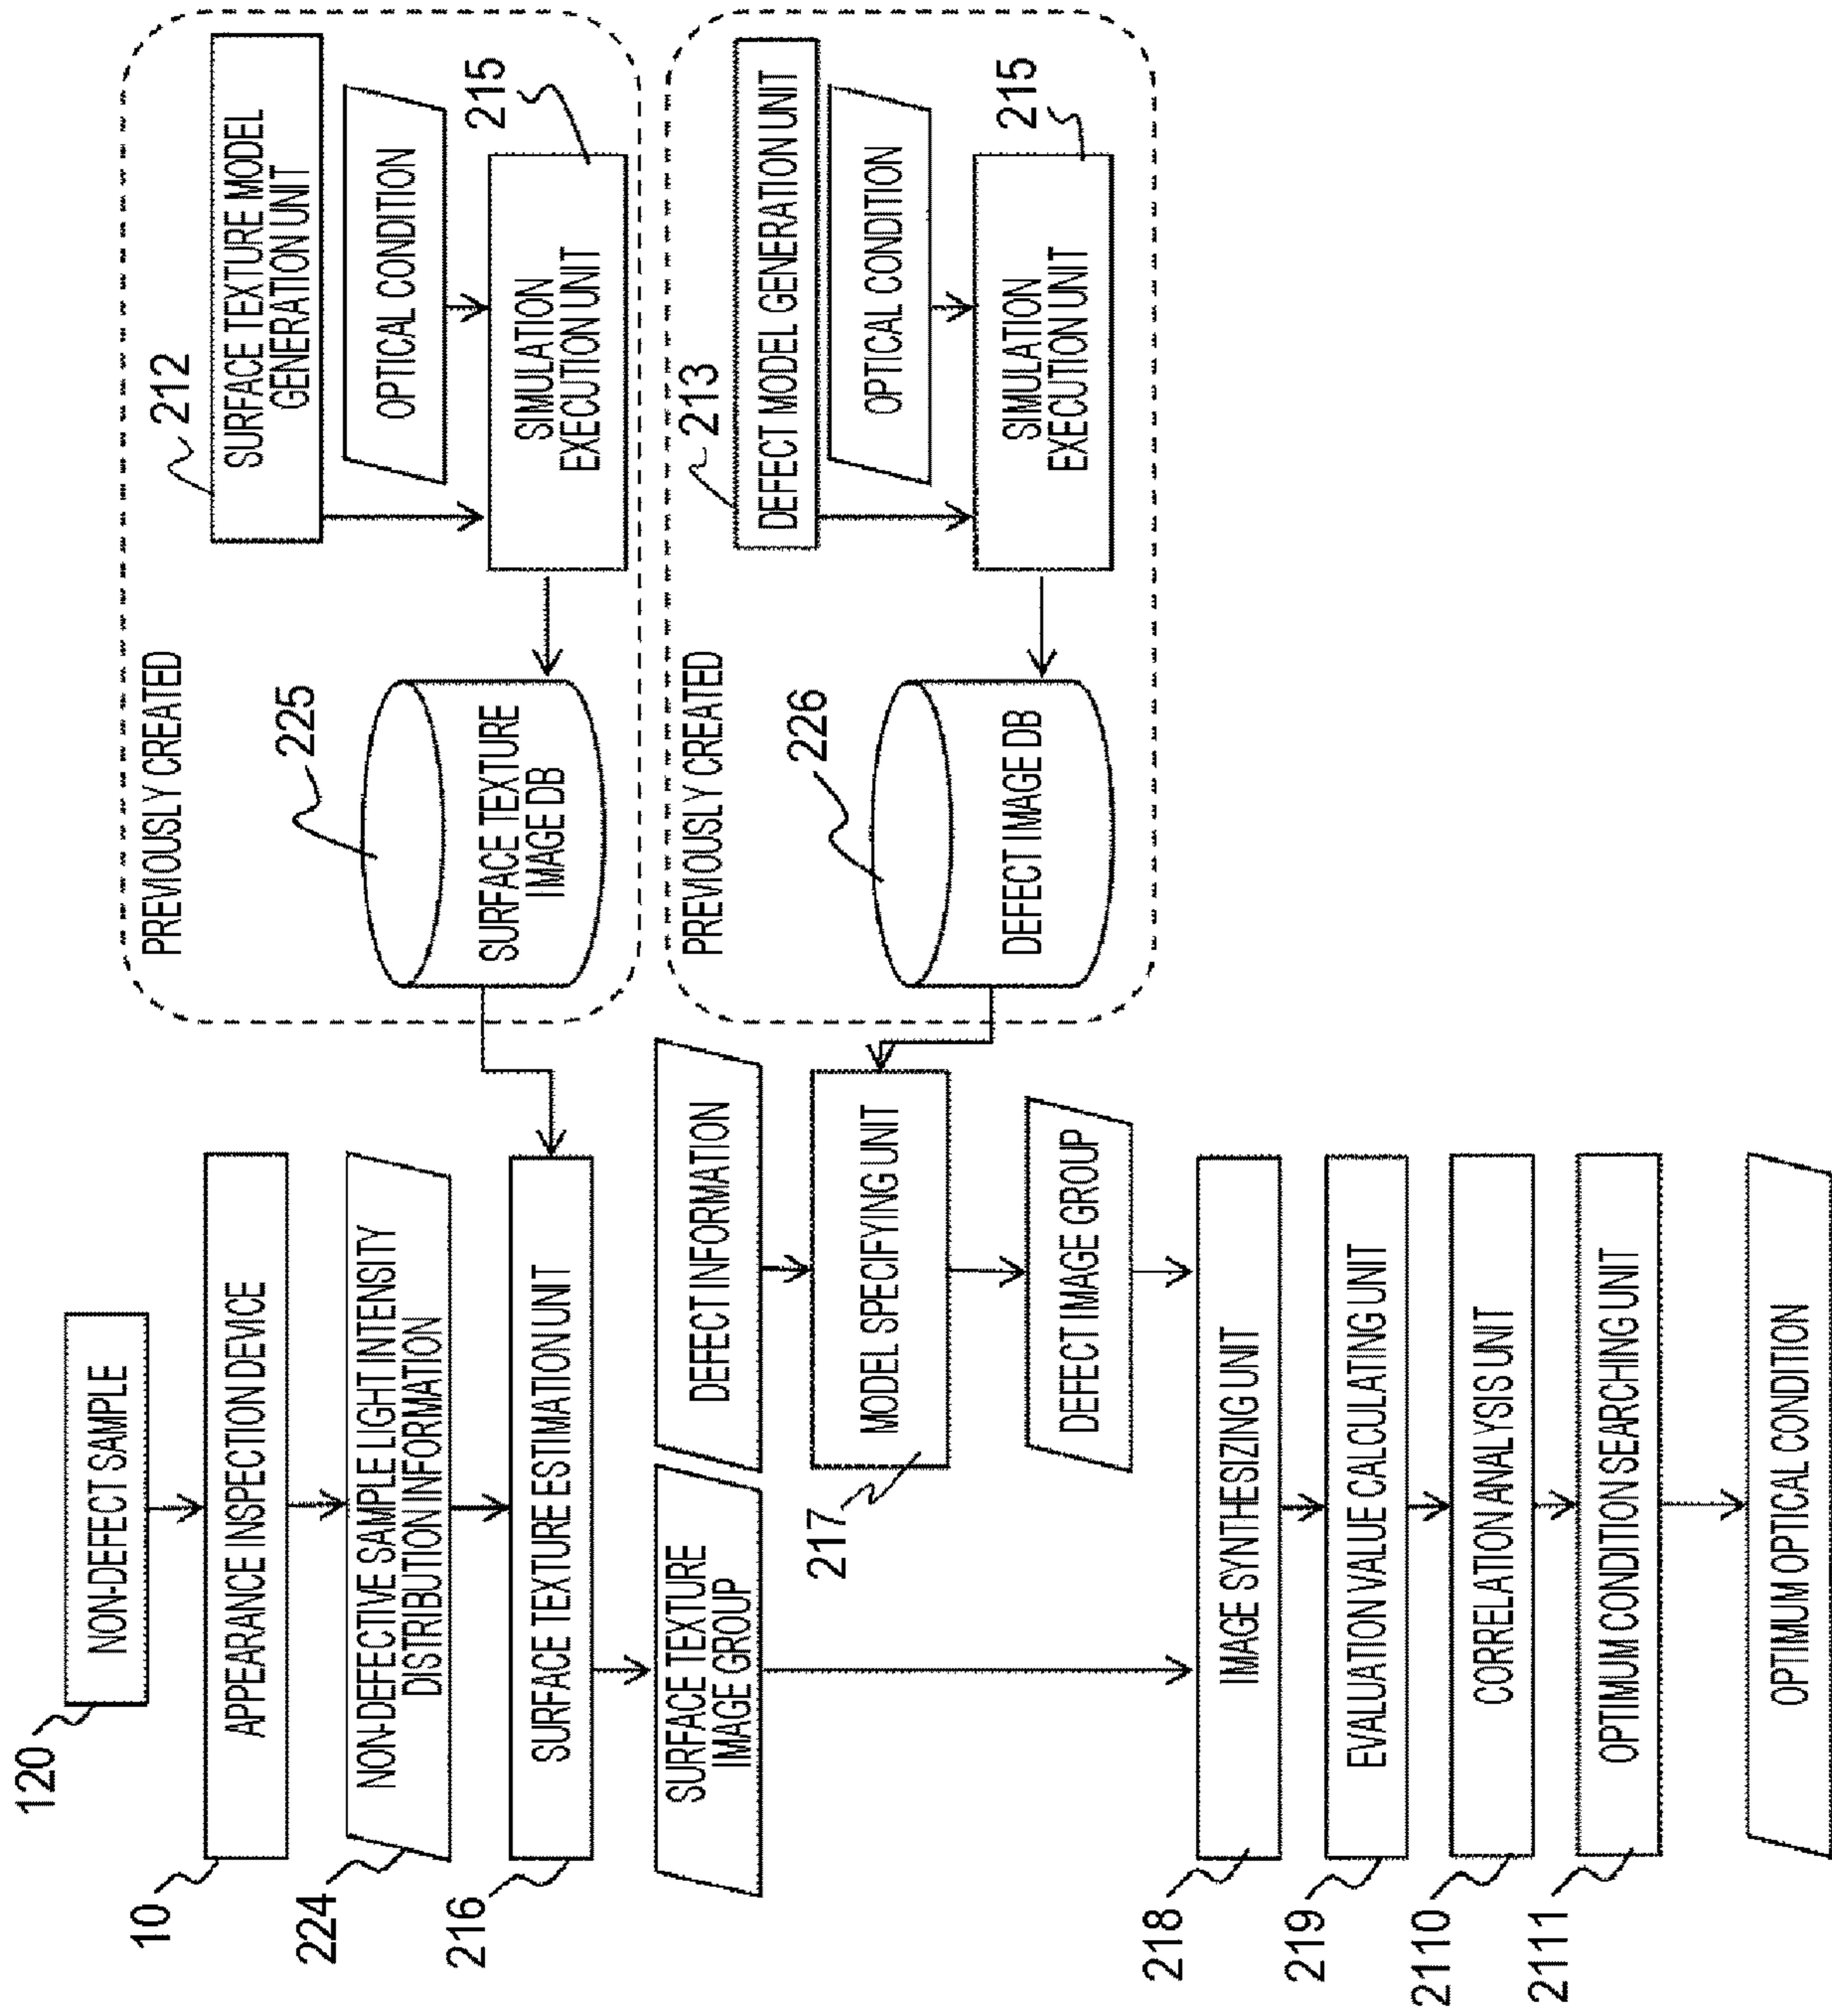 120
NON-DEFECT SAMPLE
10
APPEARANCE INSPECTION DEVICE
224
NON-DEFECTIVE SAMPLE LIGHT INTENSITY
DISTRIBUTION INFORMATION
216
SURFACE TEXTURE ESTIMATION UNIT
SURFACE TEXTURE
IMAGE GROUP
DEFECT INFORMATION
217
MODEL SPECIFYING UNIT
DEFECT IMAGE GROUP
218
IMAGE SYNTHESIZING UNIT
219
EVALUATION VALUE CALCULATING UNIT
2110
CORRELATION ANALYSIS UNIT
2111
OPTIMUM CONDITION SEARCHING UNIT
OPTIMUM OPTICAL CONDITION
PREVIOUSLY CREATED
212
SURFACE TEXTURE MODEL
GENERATION UNIT
OPTICAL CONDITION
215
SIMULATION
EXECUTION UNIT
225
SURFACE TEXTURE
IMAGE DB
PREVIOUSLY CREATED
213
DEFECT MODEL GENERATION UNIT
OPTICAL CONDITION
215
SIMULATION
EXECUTION UNIT
226
DEFECT IMAGE DB